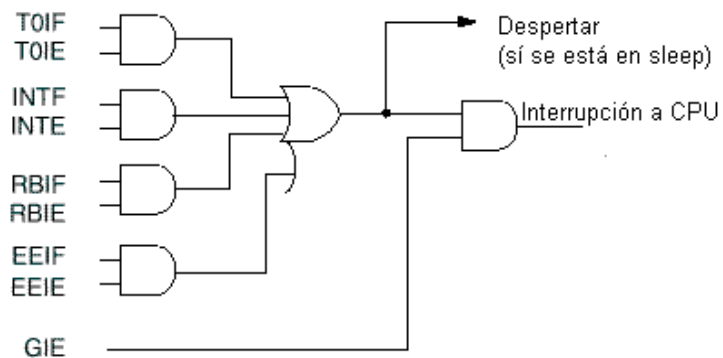 T0IF
T0IE
INTF
INTE
RBIF
RBIE
EEIF
EEIE
GIE
Despertar
(sí se está en sleep)
Interrupción a CPU